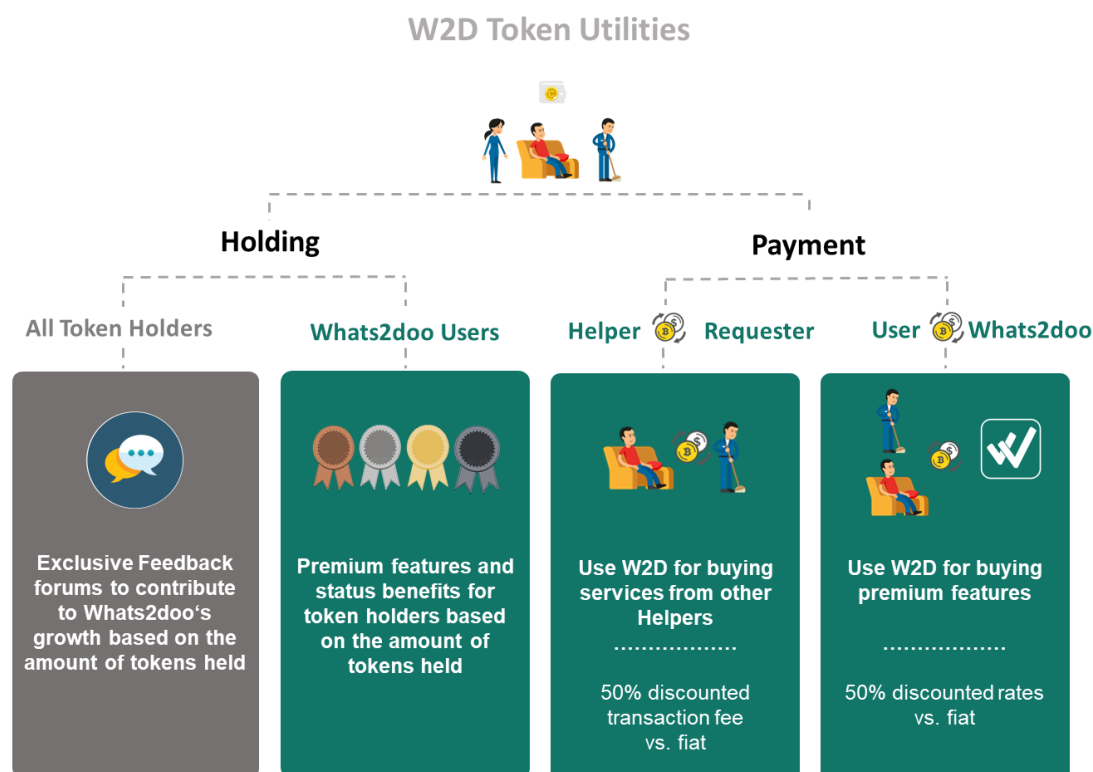 W2D Token Utilities
Holding
Payment
All Token Holders
Whats2doo Users
Helper
Requester
User
Whats2doo
Exclusive Feedback
forums to contribute
to Whats2doo‘s
growth based on the
amount of tokens held
Premium features and
status benefits for
token holders based
on the amount of
tokens held
Use W2D for buying
services from other
Helpers
..................
50% discounted
transaction fee
vs. fiat
Use W2D for buying
premium features
..................
50% discounted rates
vs. fiat